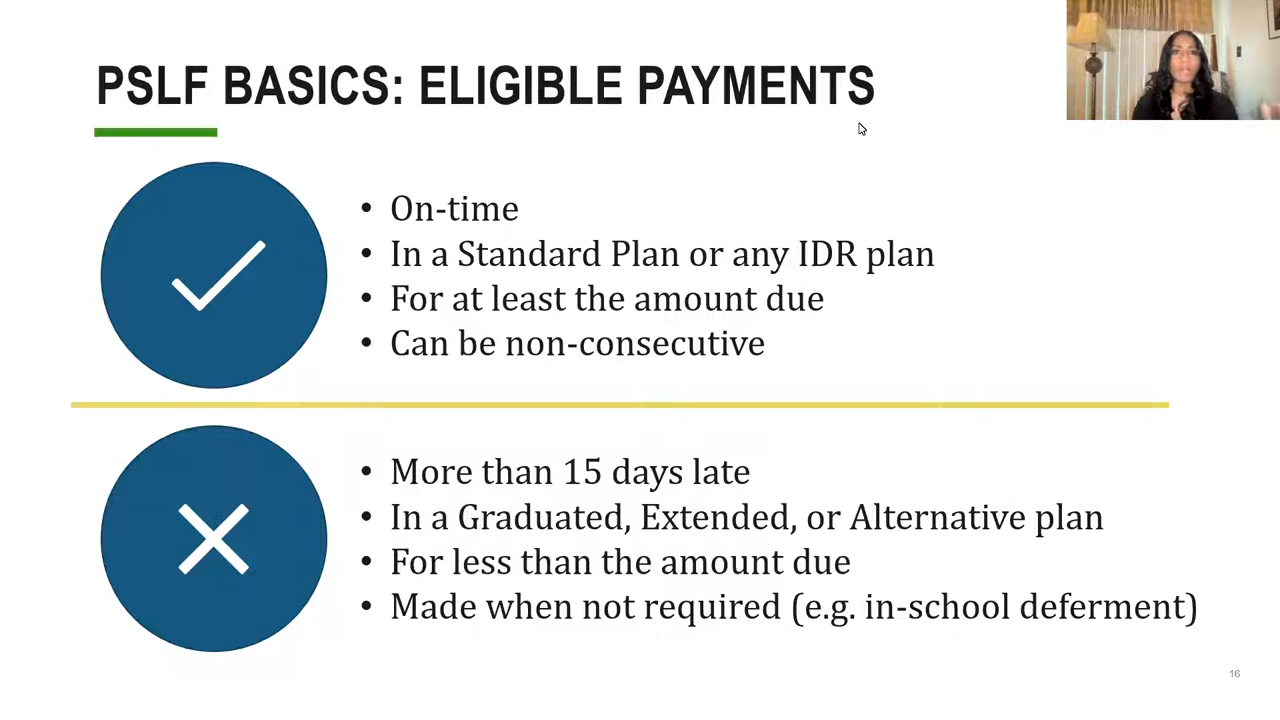 PSLF BASICS: ELIGIBLE PAYMENTS
• On-time
• In a Standard Plan or any IDR plan
• For at least the amount due
• Can be non-consecutive
• More than 15 days late
• In a Graduated, Extended, or Alternative plan
• For less than the amount due
• Made when not required (e.g. in-school deferment)
16